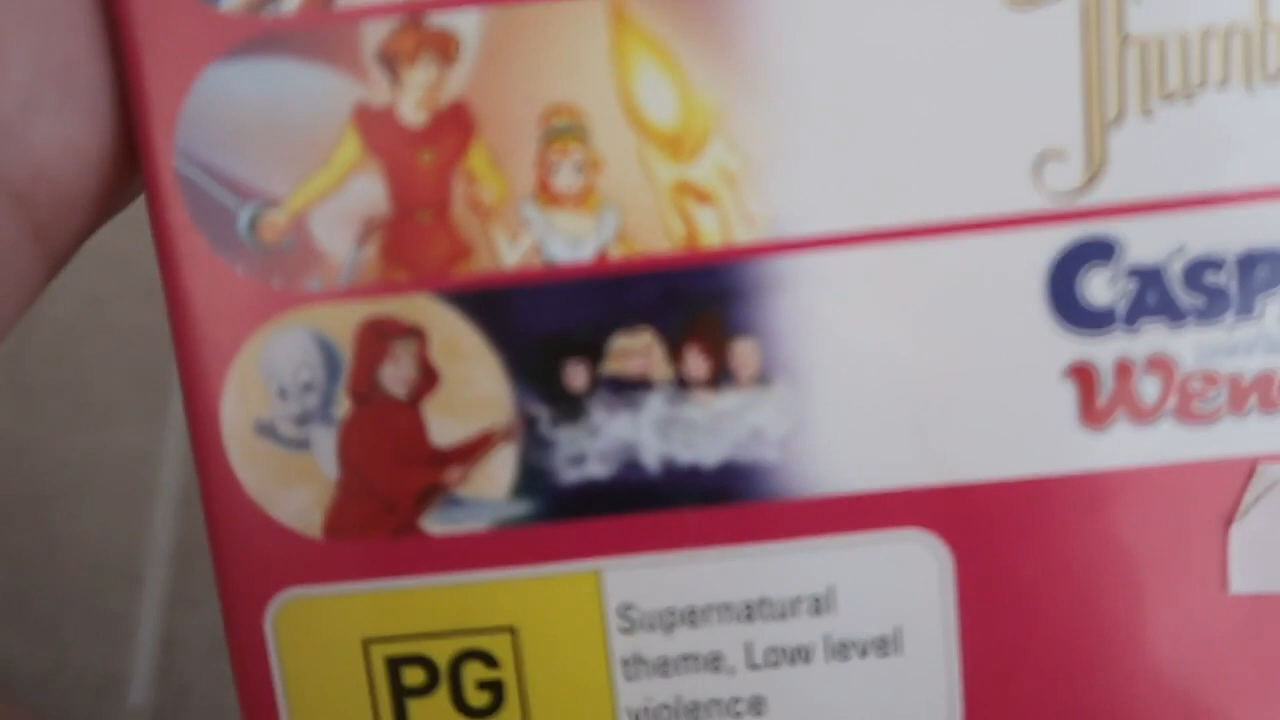 Thumb
CASP
WEN
PG
Supernatural
theme, Low level
violence